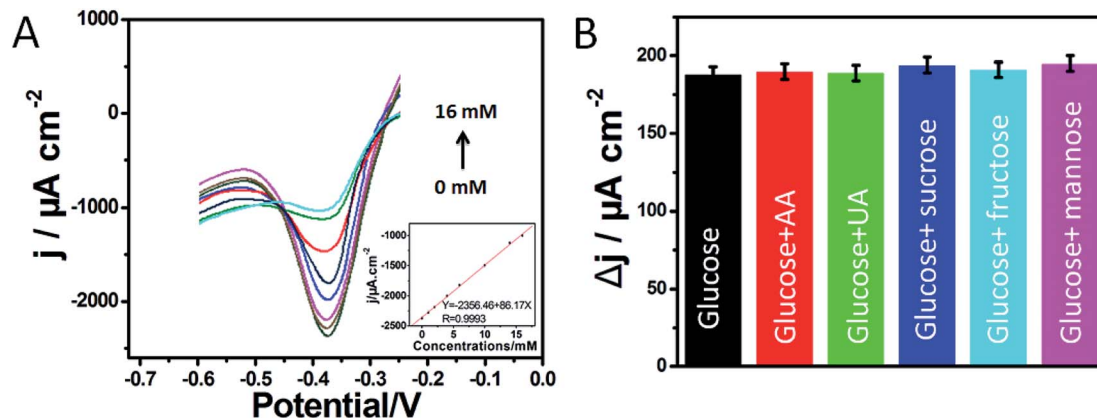 A
j / µA cm-2
1000
0
-1000
-2000
-0.7
-0.6
-0.5
-0.4
-0.3
-0.2
-0.1
0.0
Potential/V
16 mM
0 mM
j/µA.cm-2
-1000
-1500
-2000
-2500
Y=-2356.46+86.17X
R=0.9993
0
5
10
15
Concentrations/mM
B
Δj / µA cm-2
200
150
100
50
0
Glucose
Glucose+AA
Glucose+UA
Glucose+ sucrose
Glucose+ fructose
Glucose+ mannose